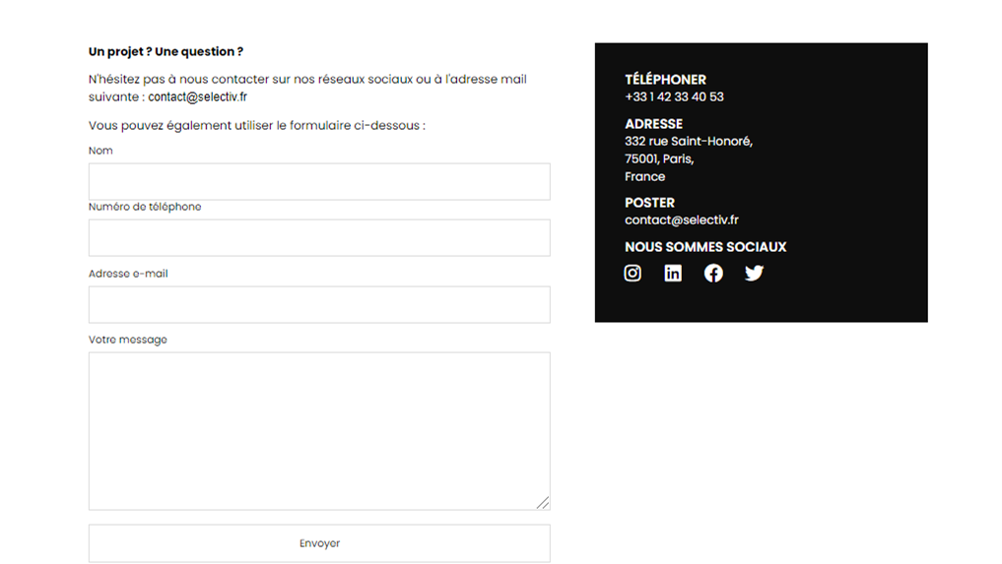 Un projet ? Une question ?
N'hésitez pas à nous contacter sur nos réseaux sociaux ou à l'adresse mail
suivante : contact@selectiv.fr
Vous pouvez également utiliser le formulaire ci-dessous :
Nom
Numéro de téléphone
Adresse e-mail
Votre message
Envoyer
TÉLÉPHONER
+33 1 42 33 40 53
ADRESSE
332 rue Saint-Honoré,
75001, Paris,
France
POSTER
contact@selectiv.fr
NOUS SOMMES SOCIAUX